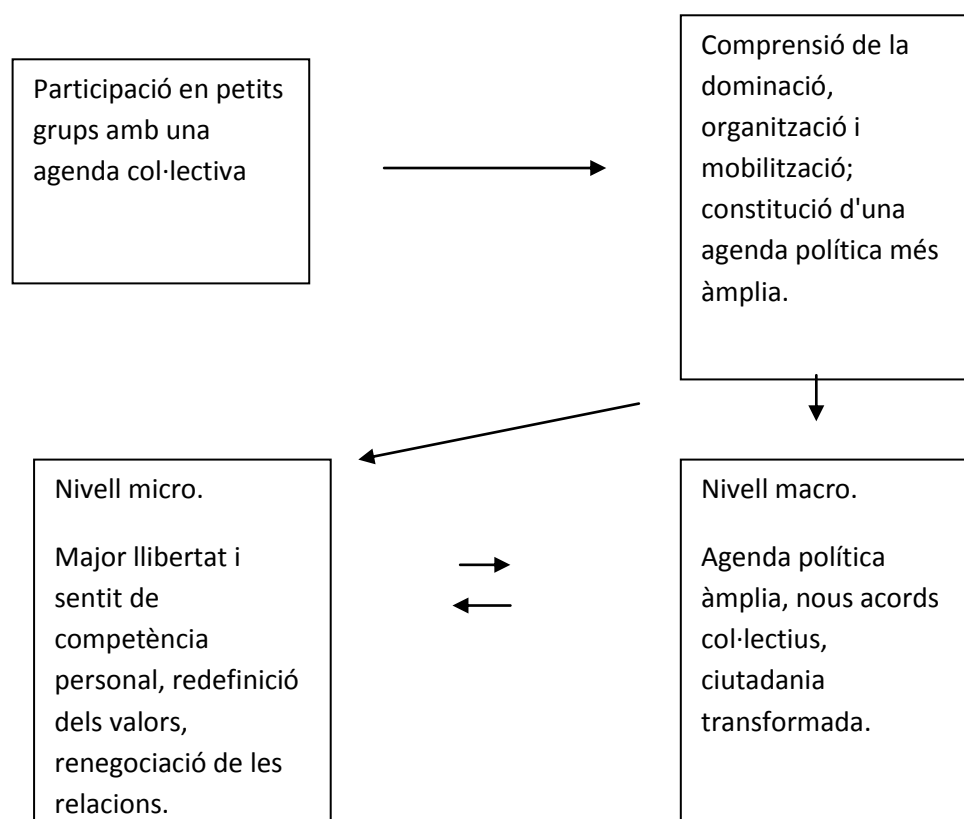 Participació en petits
grups amb una
agenda col·lectiva
Comprensió de la
dominació,
organització i
mobilització;
constitució d'una
agenda política més
àmplia.
Nivell micro.
Major llibertat i
sentit de
competència
personal, redefinició
dels valors,
renegociació de les
relacions.
Nivell macro.
Agenda política
àmplia, nous acords
col·lectius,
ciutadania
transformada.